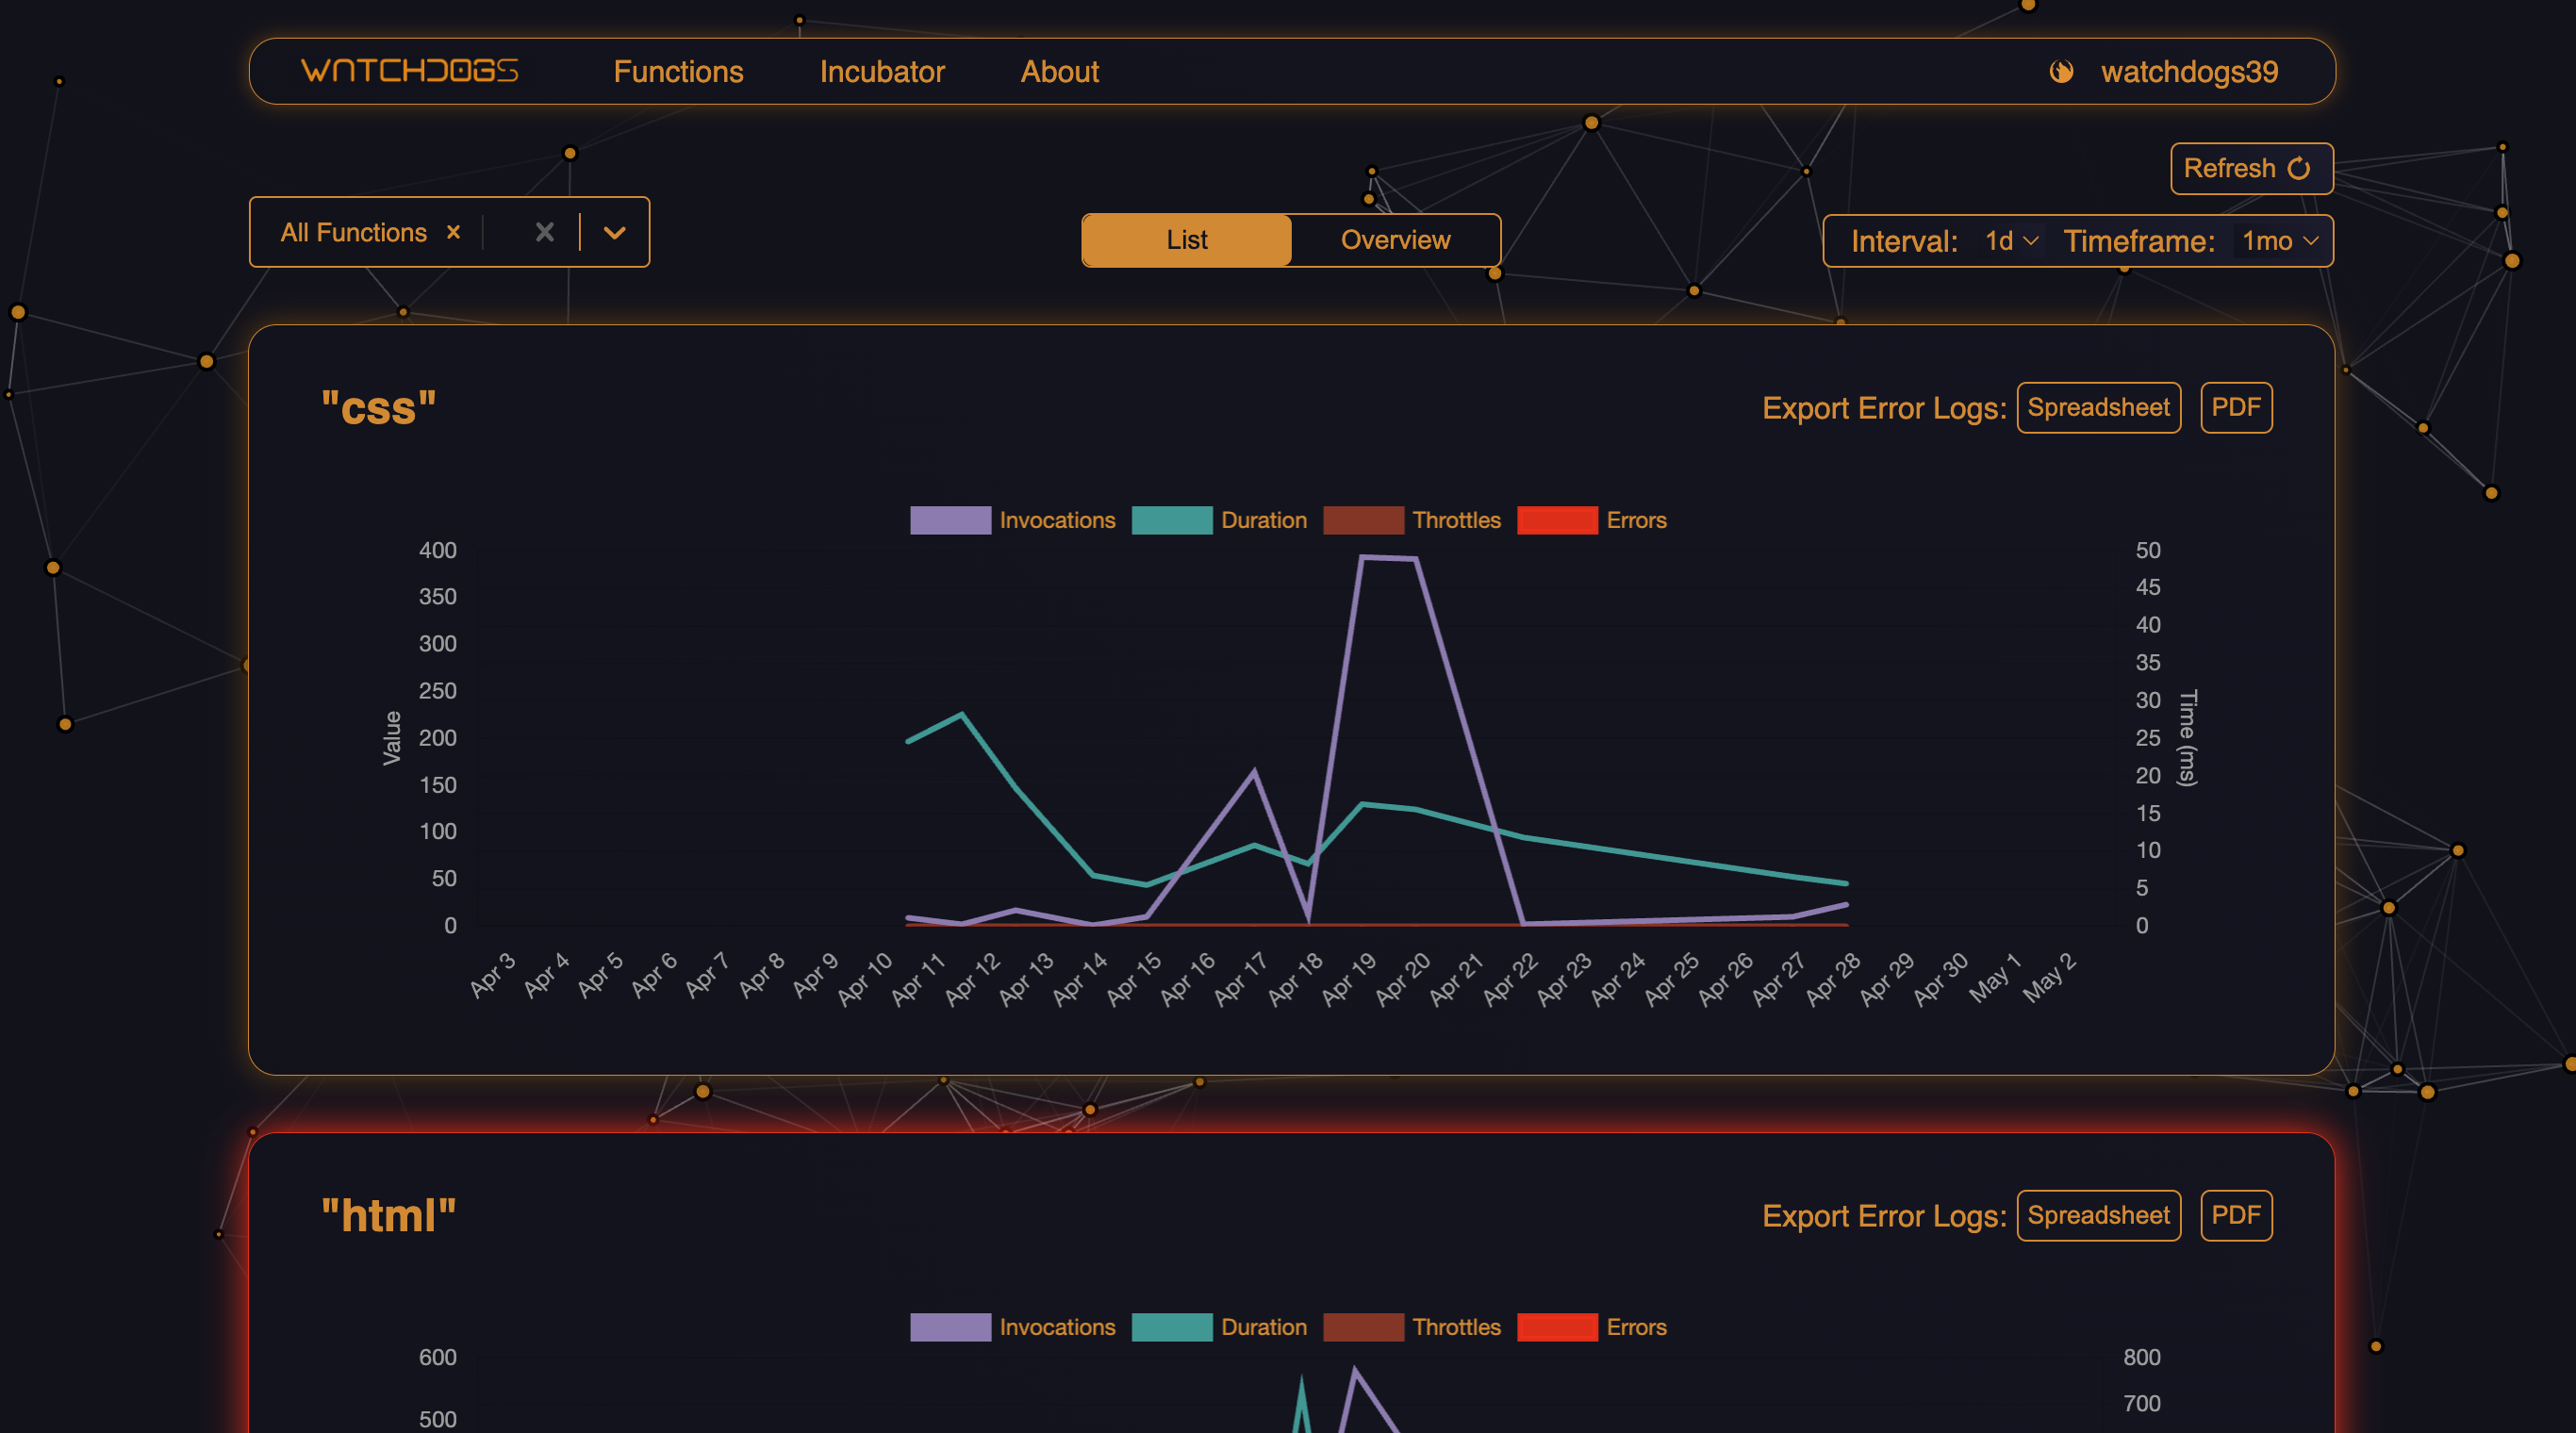 WATCHDOGS Functions Incubator About watchdogs39
Refresh
All Functions × List Overview Interval: 1d Timeframe: 1mo
"css" Export Error Logs: Spreadsheet PDF
Invocations Duration Throttles Errors
400 50
350 45
300 40
250 35
200 30
150 25
100 20
50 15
0 10
5
0
Value
Time (ms)
Apr 3 Apr 4 Apr 5 Apr 6 Apr 7 Apr 8 Apr 9 Apr 10 Apr 11 Apr 12 Apr 13 Apr 14 Apr 15 Apr 16 Apr 17 Apr 18 Apr 19 Apr 20 Apr 21 Apr 22 Apr 23 Apr 24 Apr 25 Apr 26 Apr 27 Apr 28 Apr 29 Apr 30 May 1 May 2
"html" Export Error Logs: Spreadsheet PDF
Invocations Duration Throttles Errors
600 800
500 700